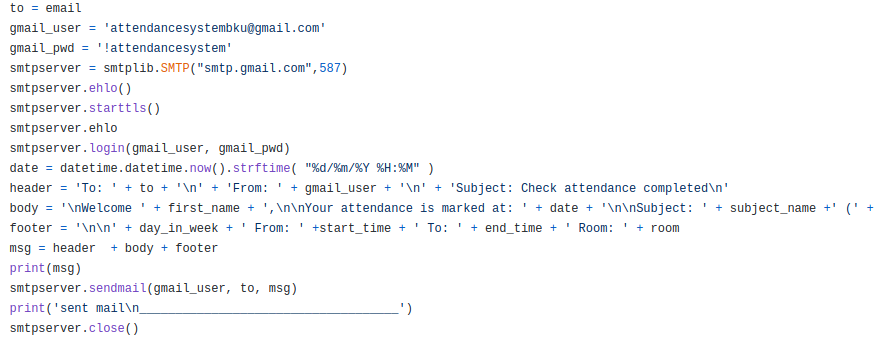 to = email
gmail_user = 'attendancesystembku@gmail.com'
gmail_pwd = '!attendancesystem'
smtpserver = smtplib.SMTP("smtp.gmail.com",587)
smtpserver.ehlo()
smtpserver.starttls()
smtpserver.ehlo
smtpserver.login(gmail_user, gmail_pwd)
date = datetime.datetime.now().strftime( "%d/%m/%Y %H:%M" )
header = 'To: ' + to + '\n' + 'From: ' + gmail_user + '\n' + 'Subject: Check attendance completed\n'
body = '\nWelcome ' + first_name + ',\n\nYour attendance is marked at: ' + date + '\n\nSubject: ' + subject_name +' (' +
footer = '\n\n' + day_in_week + ' From: ' +start_time + ' To: ' + end_time + ' Room: ' + room
msg = header  + body + footer
print(msg)
smtpserver.sendmail(gmail_user, to, msg)
print('sent mail\n____________________________________')
smtpserver.close()